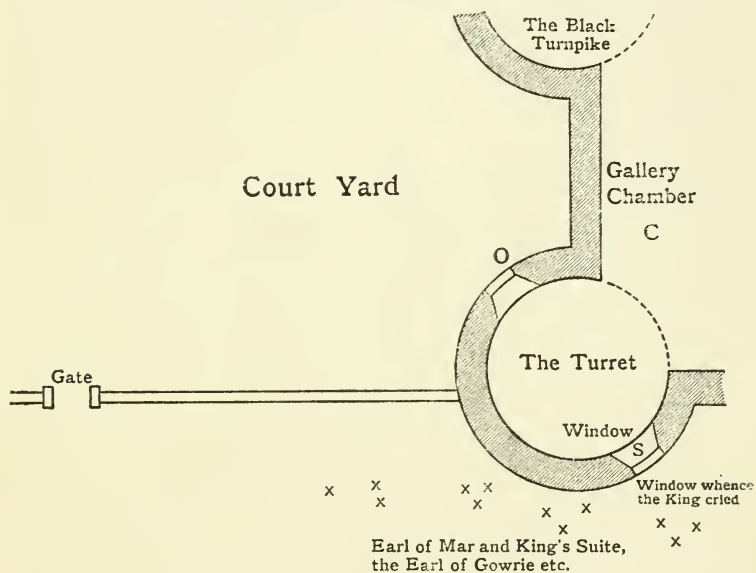 The Black
Turnpike
Court Yard
Gallery
Chamber
C
O
Gate
The Turret
Window
S
Window whence
the King cried
x x x x x x x x x x x x x
Earl of Mar and King's Suite,
the Earl of Gowrie etc.